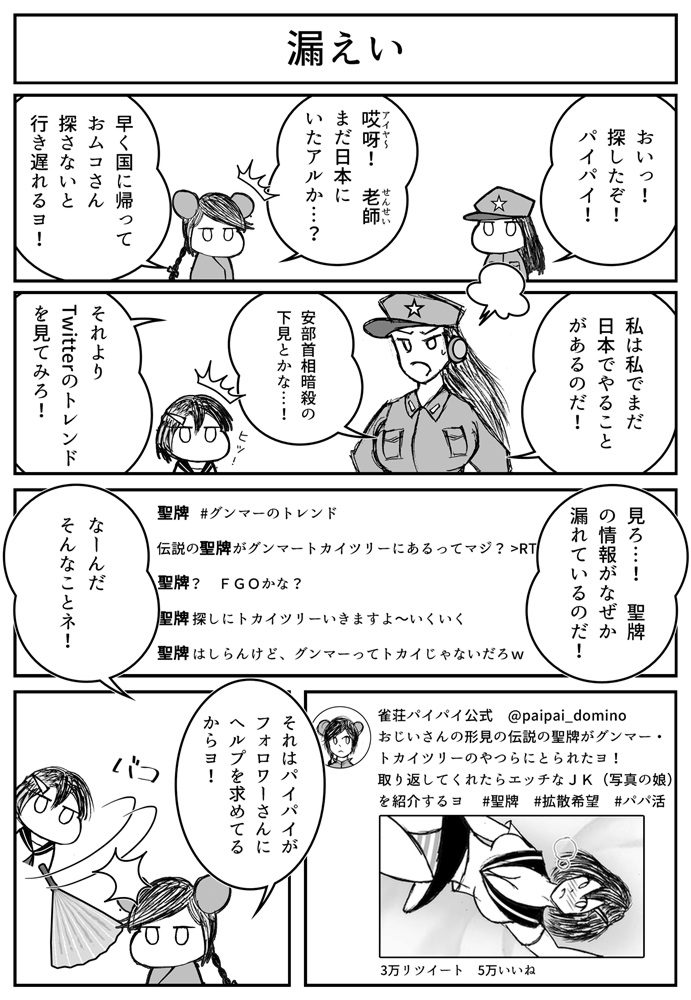 漏えい
おいっ！
探したぞ！
パイパイ！
哎呀！　老師
アイヤ〜
せんせい
まだ日本に
いたアルか…？
早く国に帰って
おムコさん
探さないと
行き遅れるヨ！
私は私でまだ
日本でやること
があるのだ！
安部首相暗殺の
下見とかな…！
ヒッ！
それより
Twitterのトレンド
を見てみろ！
見ろ…！　聖牌
の情報がなぜか
漏れているのだ！
聖牌　#グンマーのトレンド
伝説の聖牌がグンマートカイツリーにあるってマジ？ >RT
聖牌？　ＦＧＯかな？
聖牌 探しにトカイツリーいきますよ〜いくいく
聖牌 はしらんけど、グンマーってトカイじゃないだろｗ
なーんだ
そんなことネ！
雀荘パイパイ公式　@paipai_domino
おじいさんの形見の伝説の聖牌がグンマー・
トカイツリーのやつらにとられたヨ！
取り返してくれたらエッチなＪＫ（写真の娘）
を紹介するヨ　#聖牌　#拡散希望　#パパ活
3万リツイート　5万いいね
それはパイパイが
フォロワーさんに
ヘルプを求めてる
からヨ！
バコ